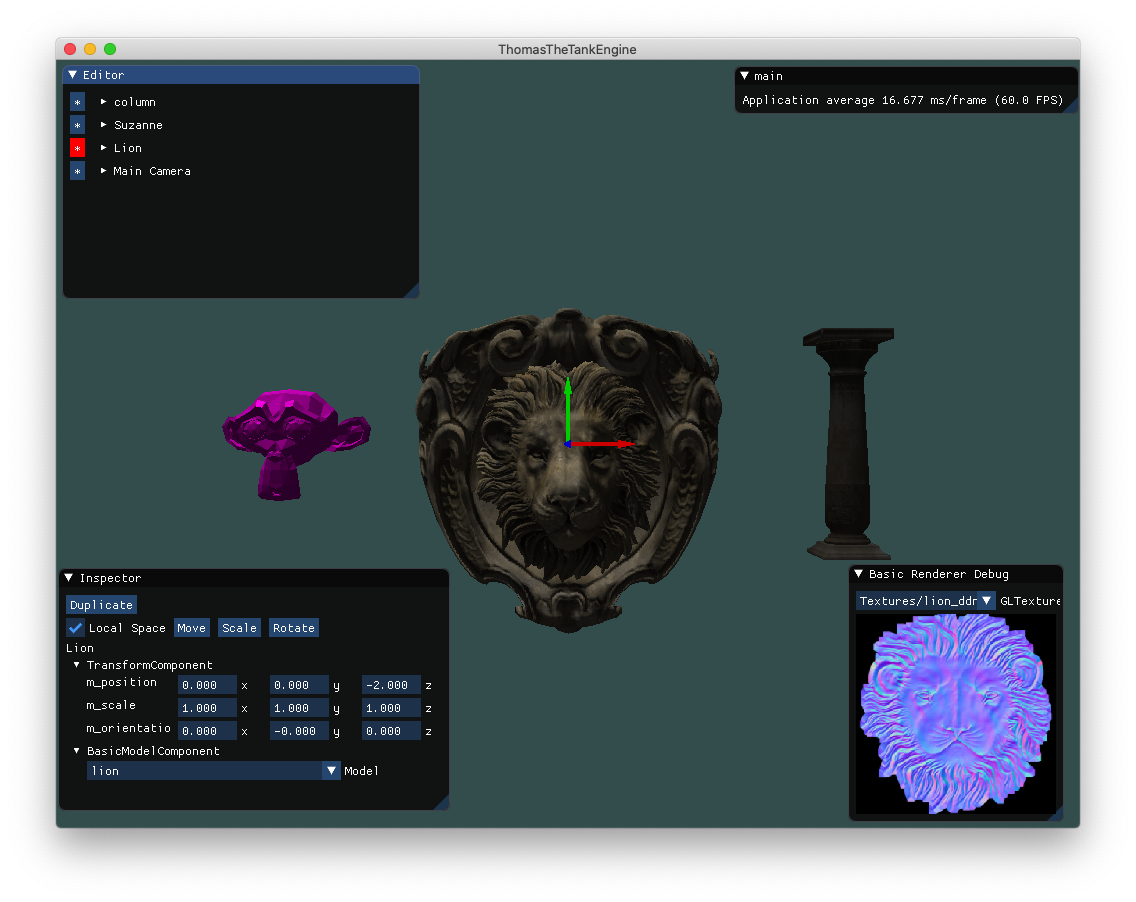 ThomasTheTankEngine
Editor
* column
* Suzanne
* Lion
* Main Camera
main
Application average 16.677 ms/frame (60.0 FPS)
Inspector
Duplicate
Local Space Move Scale Rotate
Lion
TransformComponent
m_position 0.000 x 0.000 y -2.000 z
m_scale 1.000 x 1.000 y 1.000 z
m_orientatio 0.000 x -0.000 y 0.000 z
BasicModelComponent
lion Model
Basic Renderer Debug
Textures/lion_ddn GLTexture